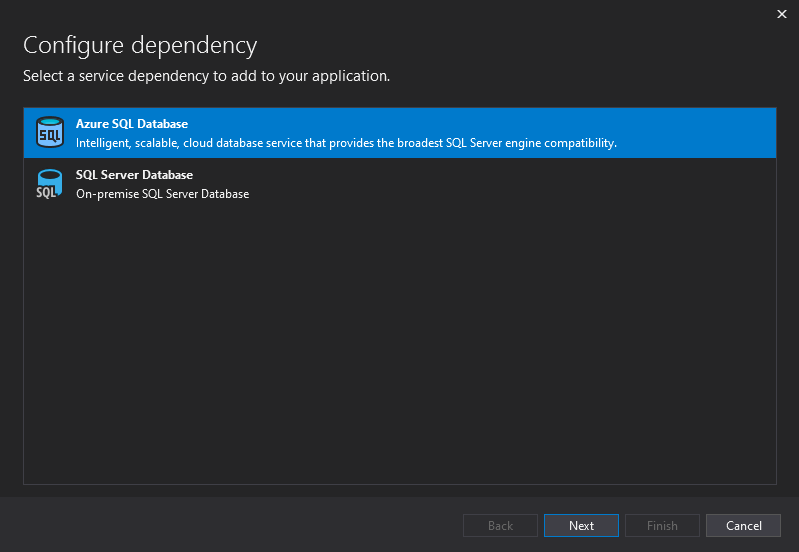 Configure dependency
Select a service dependency to add to your application.
SQL
Azure SQL Database
Intelligent, scalable, cloud database service that provides the broadest SQL Server engine compatibility.
SQL
SQL Server Database
On-premise SQL Server Database
Back
Next
Finish
Cancel